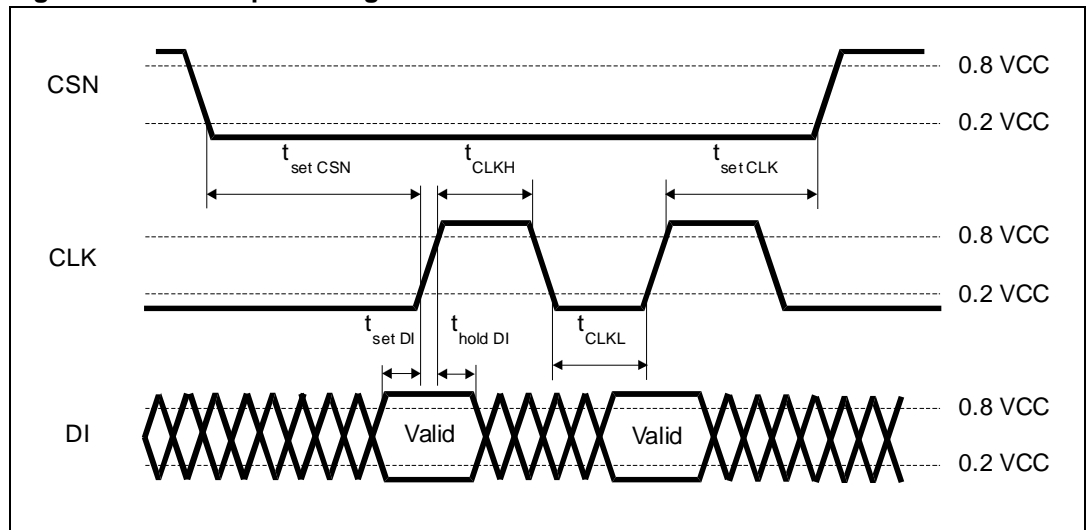 CSN
0.8 VCC
0.2 VCC
t set CSN
t CLKH
t set CLK
CLK
0.8 VCC
0.2 VCC
t set DI
t hold DI
t CLKL
DI
Valid
Valid
0.8 VCC
0.2 VCC